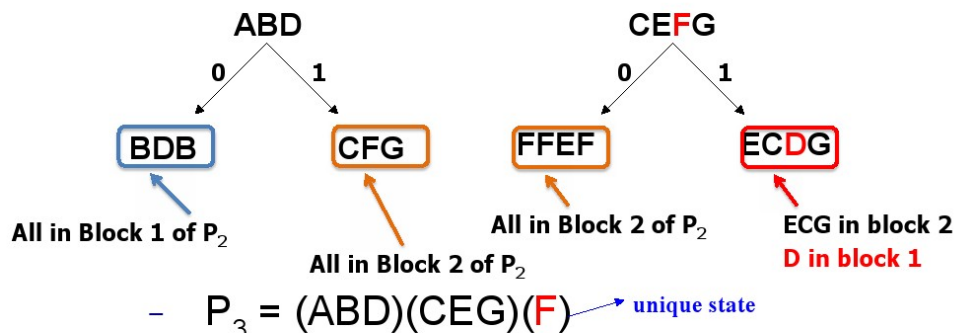 ABD CEFG
0 1 0 1
BDB CFG FFEF ECDG
All in Block 1 of P₂ All in Block 2 of P₂ ECG in block 2
All in Block 2 of P₂ D in block 1
– P₃ = (ABD)(CEG)(F) unique state